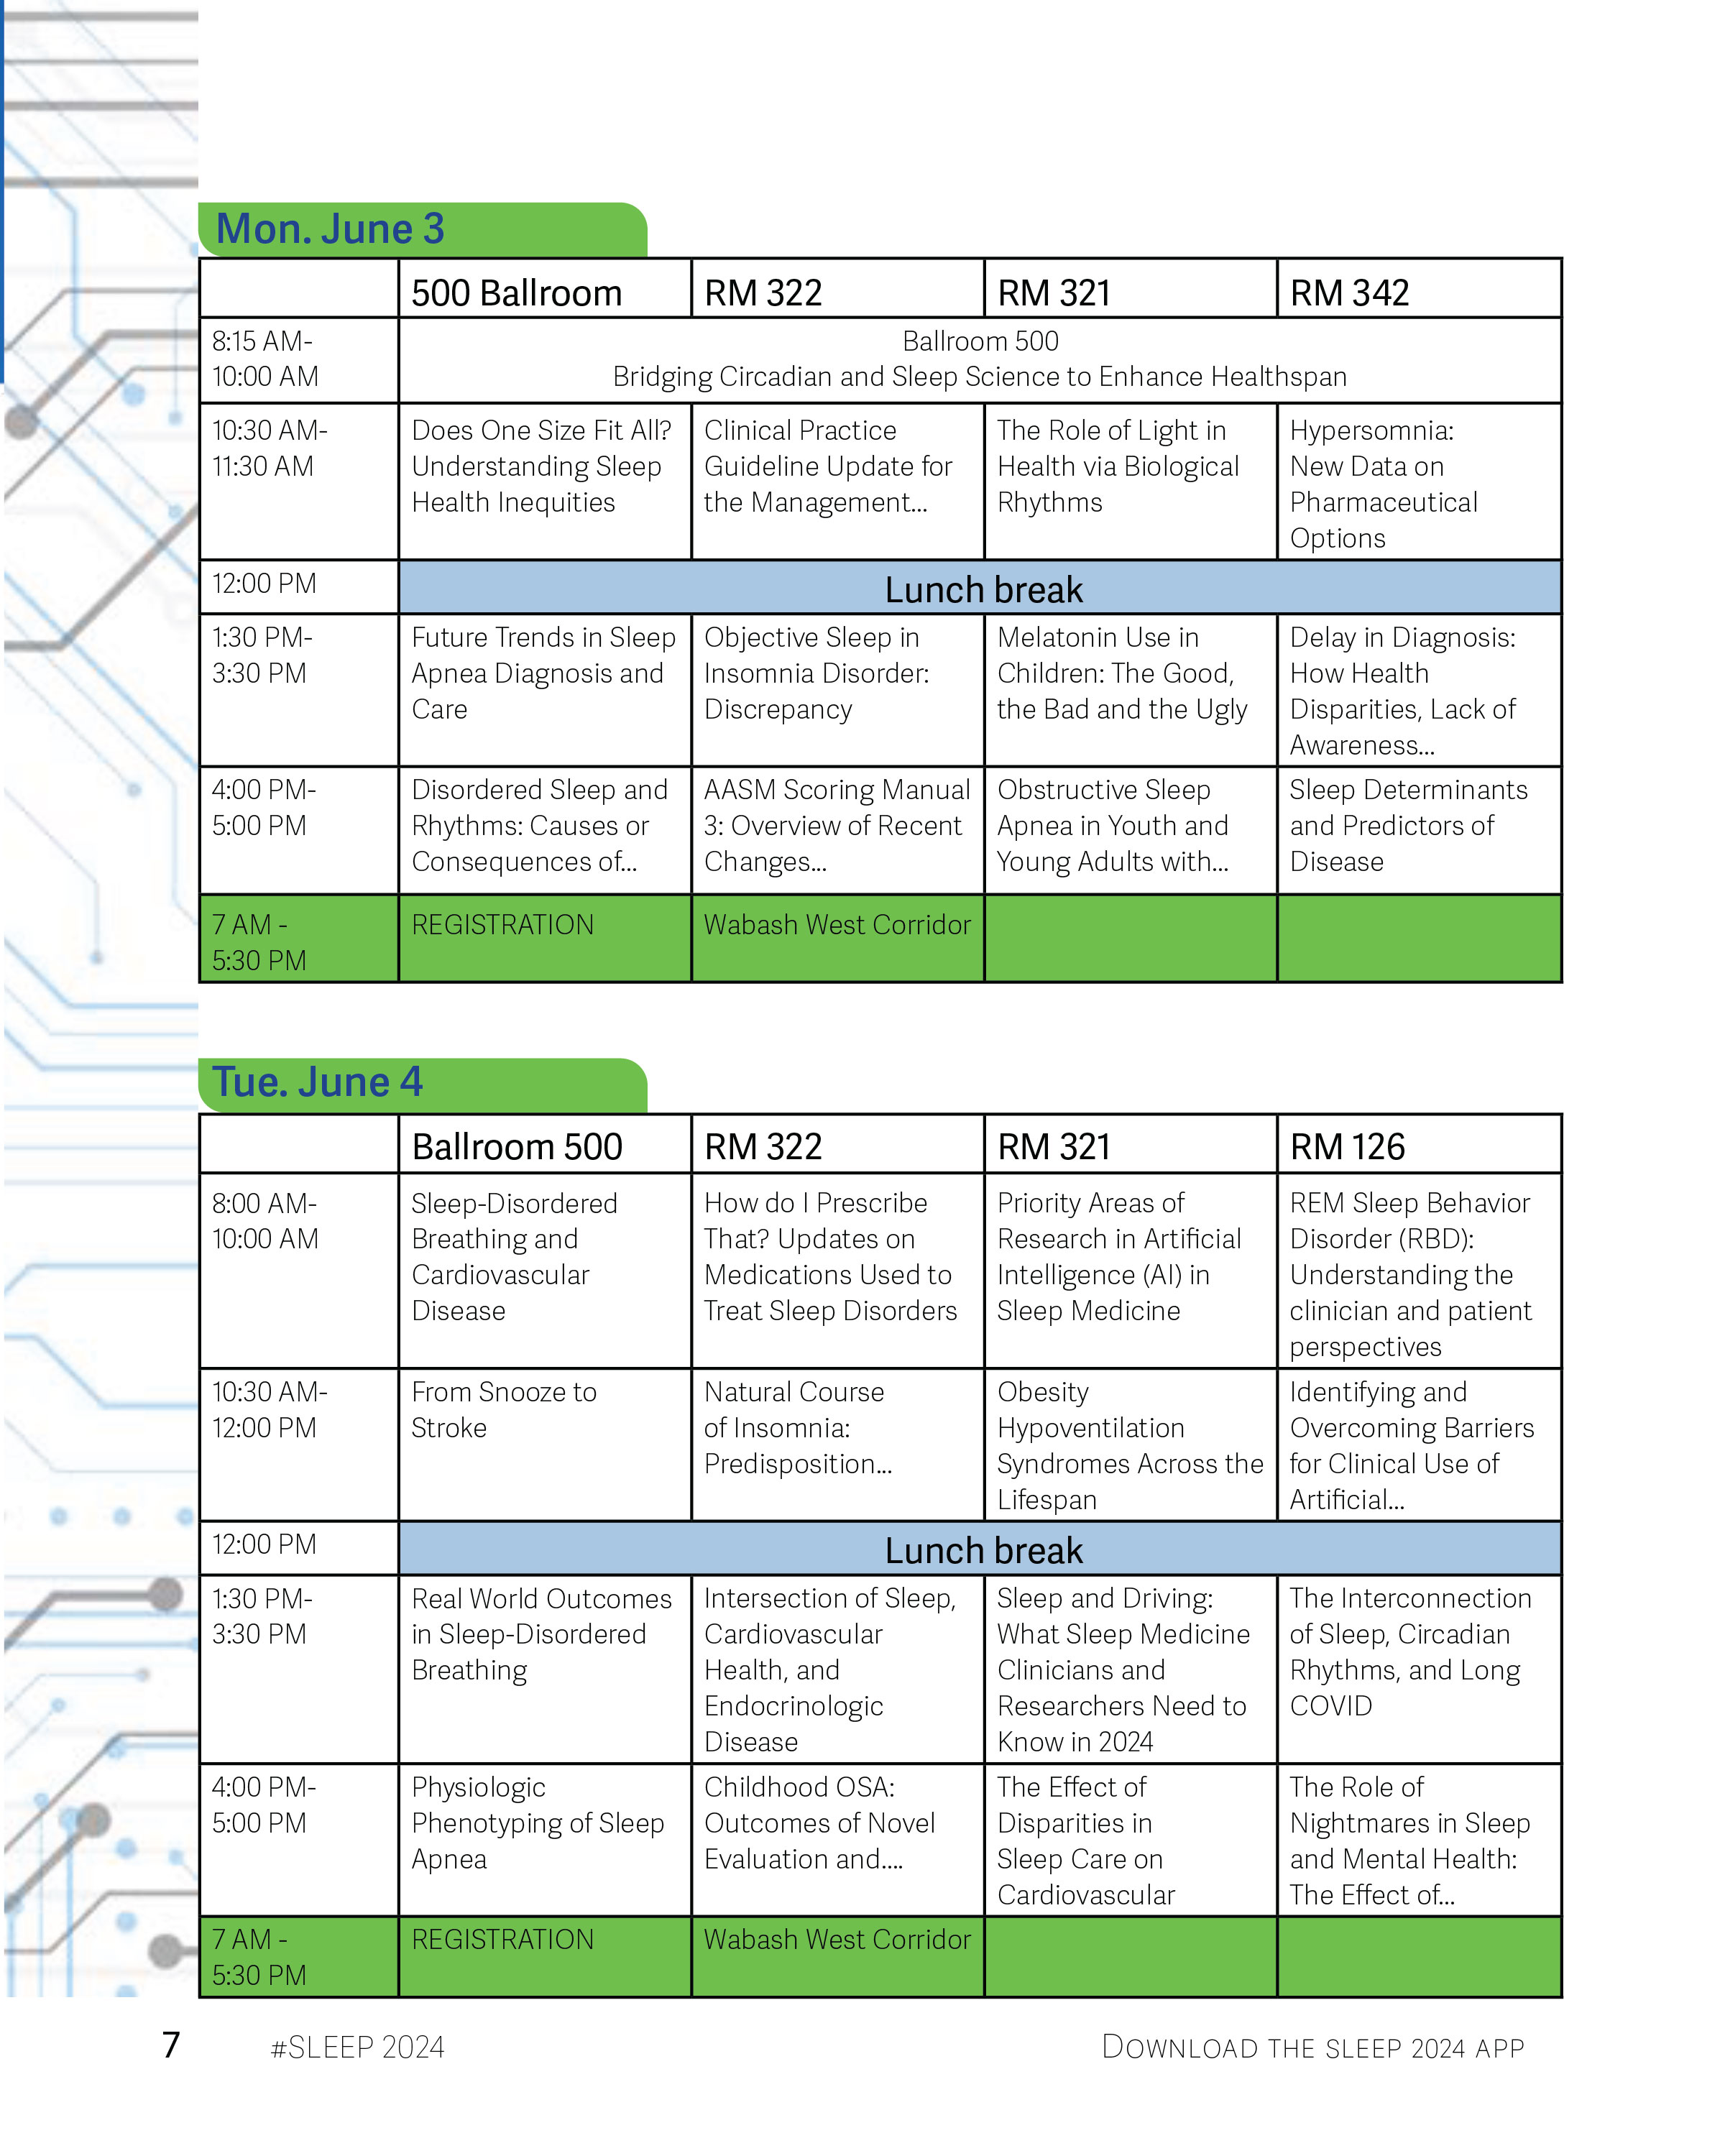 Mon. June 3
500 Ballroom
RM 322
RM 321
RM 342
8:15 AM-
10:00 AM
Ballroom 500
Bridging Circadian and Sleep Science to Enhance Healthspan
10:30 AM-
11:30 AM
Does One Size Fit All?
Understanding Sleep
Health Inequities
Clinical Practice
Guideline Update for
the Management...
The Role of Light in
Health via Biological
Rhythms
Hypersomnia:
New Data on
Pharmaceutical
Options
12:00 PM
Lunch break
1:30 PM-
3:30 PM
Future Trends in Sleep
Apnea Diagnosis and
Care
Objective Sleep in
Insomnia Disorder:
Discrepancy
Melatonin Use in
Children: The Good,
the Bad and the Ugly
Delay in Diagnosis:
How Health
Disparities, Lack of
Awareness...
4:00 PM-
5:00 PM
Disordered Sleep and
Rhythms: Causes or
Consequences of...
AASM Scoring Manual
3: Overview of Recent
Changes...
Obstructive Sleep
Apnea in Youth and
Young Adults with...
Sleep Determinants
and Predictors of
Disease
7 AM -
5:30 PM
REGISTRATION
Wabash West Corridor
Tue. June 4
Ballroom 500
RM 322
RM 321
RM 126
8:00 AM-
10:00 AM
Sleep-Disordered
Breathing and
Cardiovascular
Disease
How do I Prescribe
That? Updates on
Medications Used to
Treat Sleep Disorders
Priority Areas of
Research in Artificial
Intelligence (AI) in
Sleep Medicine
REM Sleep Behavior
Disorder (RBD):
Understanding the
clinician and patient
perspectives
10:30 AM-
12:00 PM
From Snooze to
Stroke
Natural Course
of Insomnia:
Predisposition...
Obesity
Hypoventilation
Syndromes Across the
Lifespan
Identifying and
Overcoming Barriers
for Clinical Use of
Artificial...
12:00 PM
Lunch break
1:30 PM-
3:30 PM
Real World Outcomes
in Sleep-Disordered
Breathing
Intersection of Sleep,
Cardiovascular
Health, and
Endocrinologic
Disease
Sleep and Driving:
What Sleep Medicine
Clinicians and
Researchers Need to
Know in 2024
The Interconnection
of Sleep, Circadian
Rhythms, and Long
COVID
4:00 PM-
5:00 PM
Physiologic
Phenotyping of Sleep
Apnea
Childhood OSA:
Outcomes of Novel
Evaluation and....
The Effect of
Disparities in
Sleep Care on
Cardiovascular
The Role of
Nightmares in Sleep
and Mental Health:
The Effect of...
7 AM -
5:30 PM
REGISTRATION
Wabash West Corridor
7
#SLEEP 2024
Download the sleep 2024 app